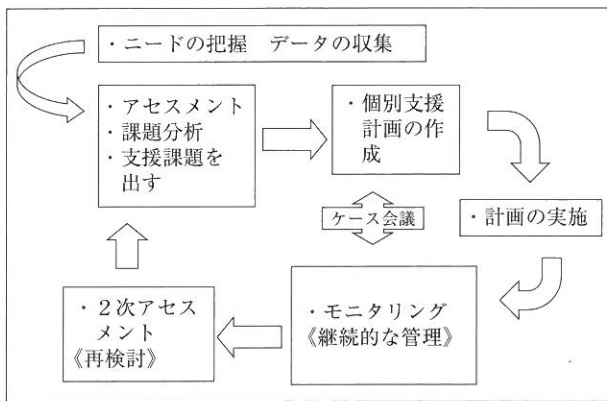 ・ニードの把握　データの収集
・アセスメント
・課題分析
・支援課題を
出す
・個別支援
計画の作
成
ケース会議
・計画の実施
・２次アセス
メント
《再検討》
・モニタリング
《継続的な管理》